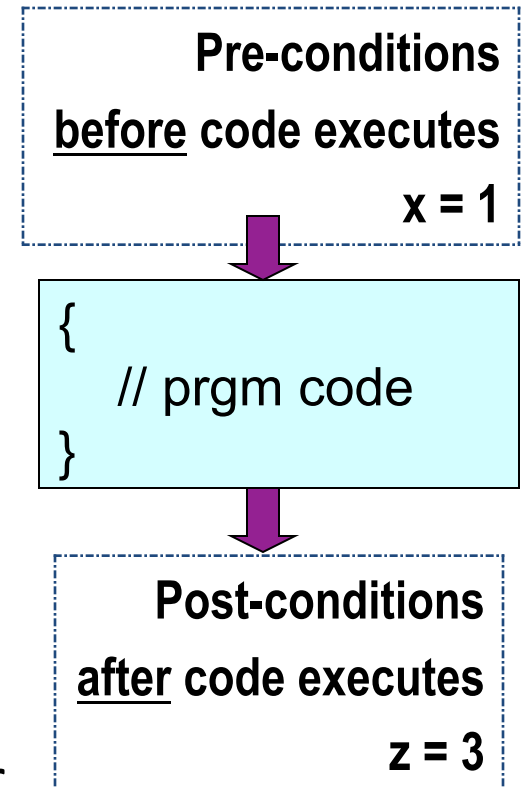 Pre-conditions
before code executes
x = 1
{
// prgm code
}
Post-conditions
after code executes
z = 3